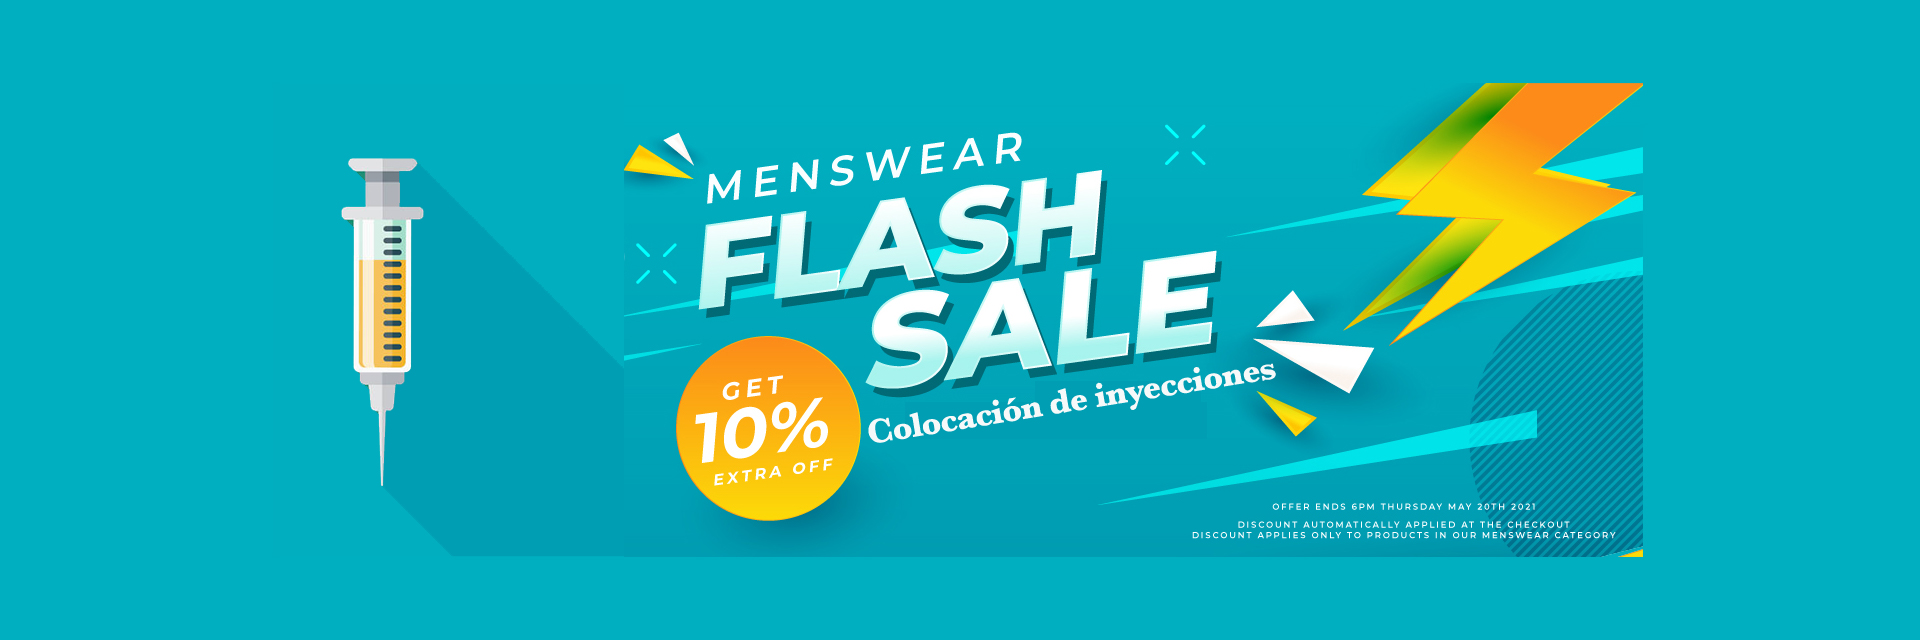 MENSWEAR
FLASH
SALE
GET
10%
EXTRA OFF
Colocación de inyecciones
OFFER ENDS 6PM THURSDAY MAY 20TH 2021
DISCOUNT AUTOMATICALLY APPLIED AT THE CHECKOUT
DISCOUNT APPLIES ONLY TO PRODUCTS IN OUR MENSWEAR CATEGORY